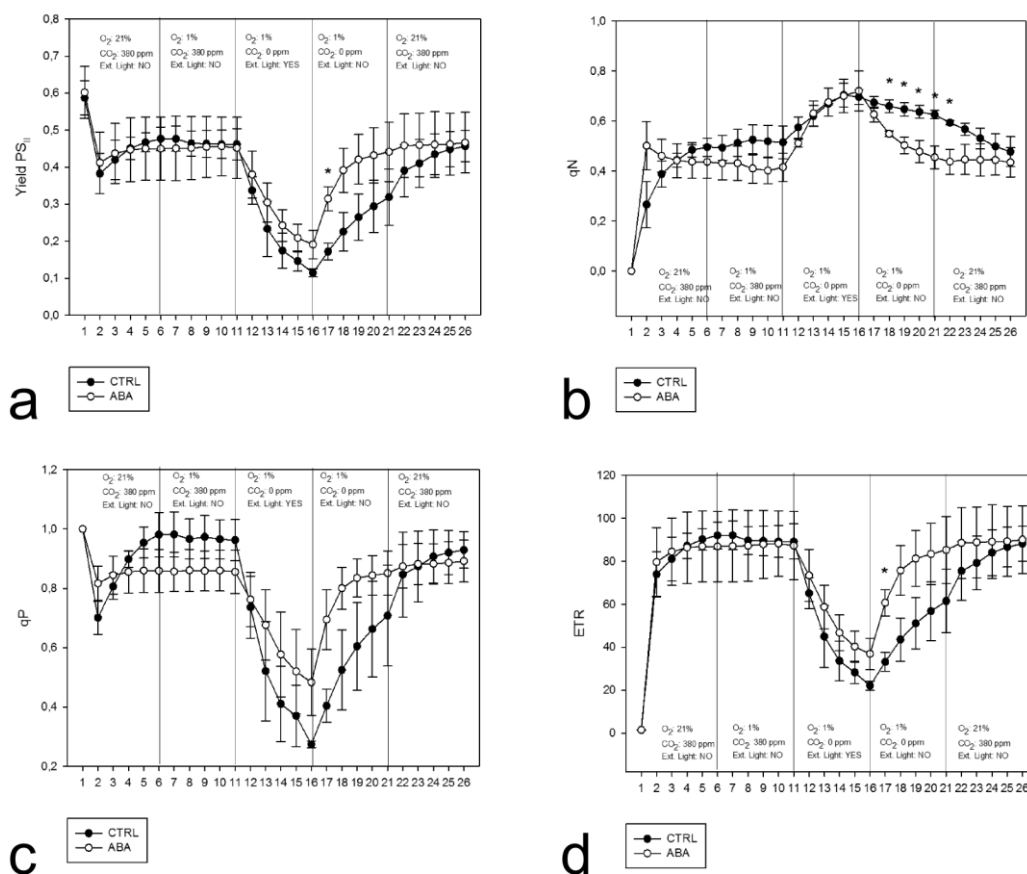 0,8
0,7
0,6
0,5
0,4
0,3
0,2
0,1
0,0
Yield PS II
O2: 21%
CO2: 380 ppm
Ext. Light: NO
O2: 1%
CO2: 380 ppm
Ext. Light: NO
O2: 1%
CO2: 0 ppm
Ext. Light: YES
O2: 1%
CO2: 0 ppm
Ext. Light: NO
O2: 21%
CO2: 380 ppm
Ext. Light: NO
*
1 2 3 4 5 6 7 8 9 10 11 12 13 14 15 16 17 18 19 20 21 22 23 24 25 26
CTRL
ABA
a
1,0
0,8
0,6
0,4
0,2
0,0
qN
* * * * *
O2: 21%
CO2: 380 ppm
Ext. Light: NO
O2: 1%
CO2: 380 ppm
Ext. Light: NO
O2: 1%
CO2: 0 ppm
Ext. Light: YES
O2: 1%
CO2: 0 ppm
Ext. Light: NO
O2: 21%
CO2: 380 ppm
Ext. Light: NO
1 2 3 4 5 6 7 8 9 10 11 12 13 14 15 16 17 18 19 20 21 22 23 24 25 26
CTRL
ABA
b
1,2
1,0
0,8
0,6
0,4
0,2
qP
O2: 21%
CO2: 380 ppm
Ext. Light: NO
O2: 1%
CO2: 380 ppm
Ext. Light: NO
O2: 1%
CO2: 0 ppm
Ext. Light: YES
O2: 1%
CO2: 0 ppm
Ext. Light: NO
O2: 21%
CO2: 380 ppm
Ext. Light: NO
1 2 3 4 5 6 7 8 9 10 11 12 13 14 15 16 17 18 19 20 21 22 23 24 25 26
CTRL
ABA
c
120
100
80
60
40
20
0
ETR
*
O2: 21%
CO2: 380 ppm
Ext. Light: NO
O2: 1%
CO2: 380 ppm
Ext. Light: NO
O2: 1%
CO2: 0 ppm
Ext. Light: YES
O2: 1%
CO2: 0 ppm
Ext. Light: NO
O2: 21%
CO2: 380 ppm
Ext. Light: NO
1 2 3 4 5 6 7 8 9 10 11 12 13 14 15 16 17 18 19 20 21 22 23 24 25 26
CTRL
ABA
d